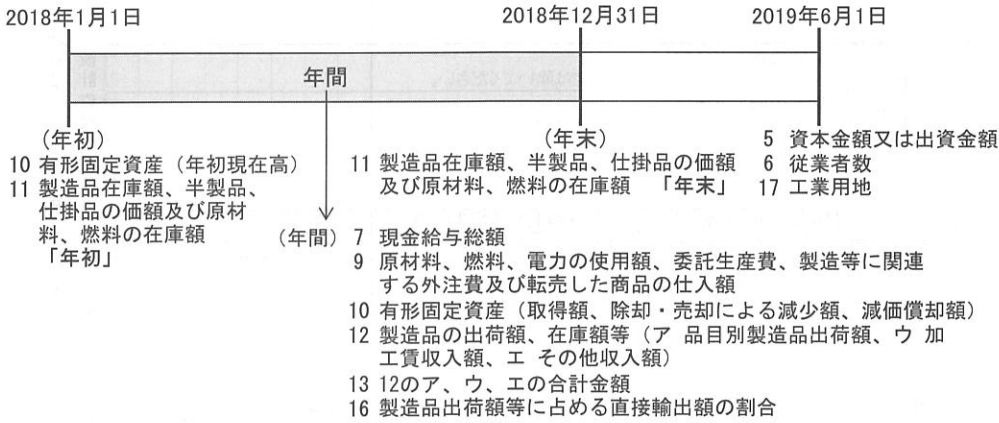 2018年1月1日
2018年12月31日
2019年6月1日
年間
(年初)
10 有形固定資産（年初現在高）
11 製造品在庫額、半製品、
仕掛品の価額及び原材
料、燃料の在庫額
「年初」
(年末)
11 製造品在庫額、半製品、仕掛品の価額
及び原材料、燃料の在庫額 「年末」
5 資本金額又は出資金額
6 従業者数
17 工業用地
(年間) 7 現金給与総額
9 原材料、燃料、電力の使用額、委託生産費、製造等に関連
する外注費及び転売した商品の仕入額
10 有形固定資産（取得額、除却・売却による減少額、減価償却額）
12 製造品の出荷額、在庫額等（ア 品目別製造品出荷額、ウ 加
工賃収入額、エ その他収入額）
13 12のア、ウ、エの合計金額
16 製造品出荷額等に占める直接輸出額の割合